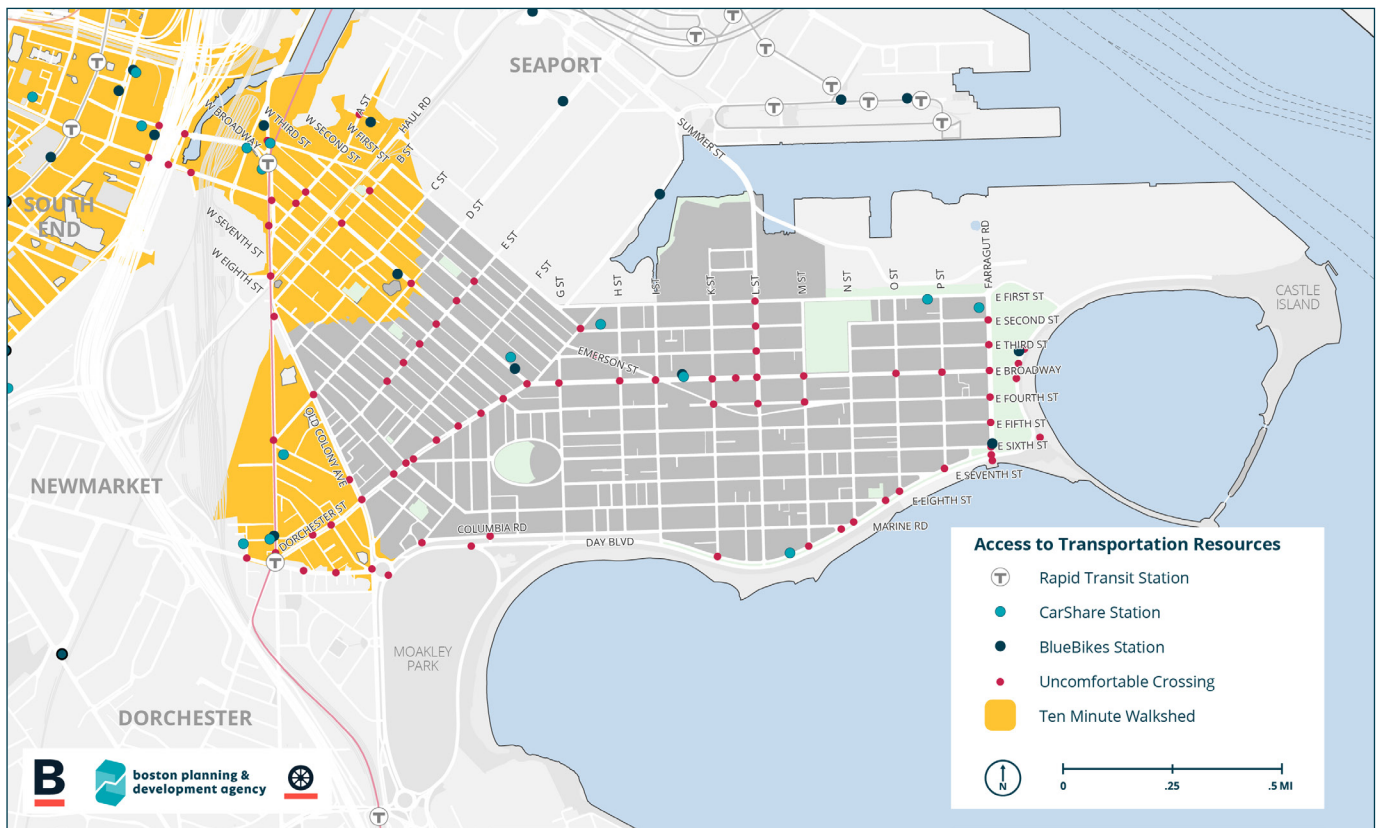 SEAPORT
SOUTH
END
NEWMARKET
DORCHESTER
MOAKLEY
PARK
CASTLE
ISLAND
A ST
HAUL RD
W BROADWAY
W THIRD ST
W SECOND ST
W FIRST ST
B ST
C ST
D ST
E ST
F ST
G ST
H ST
I ST
K ST
L ST
M ST
N ST
O ST
P ST
FARRAGUT RD
SUMMER ST
W SEVENTH ST
W EIGHTH ST
E FIRST ST
E SECOND ST
E THIRD ST
EMERSON ST
E BROADWAY
E FOURTH ST
E FIFTH ST
E SIXTH ST
E SEVENTH ST
E EIGHTH ST
MARINE RD
OLD COLONY AVE
DORCHESTER ST
COLUMBIA RD
DAY BLVD
T
T
T
T
T
T
T
T
T
T
T
T
T
Access to Transportation Resources
T Rapid Transit Station
CarShare Station
BlueBikes Station
Uncomfortable Crossing
Ten Minute Walkshed
N
0 .25 .5 MI
B
boston planning &
development agency